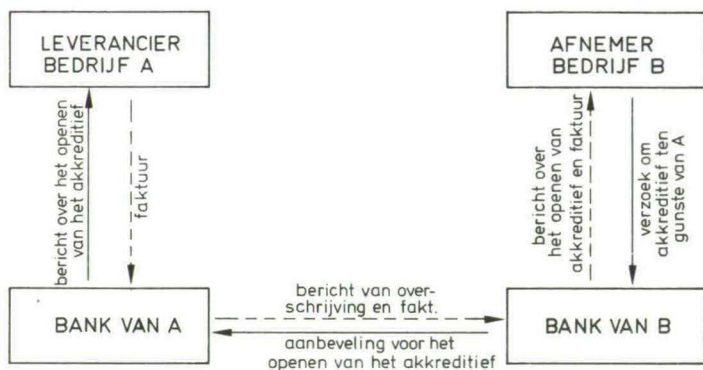 LEVERANCIER
BEDRIJF A
AFNEMER
BEDRIJF B
bericht over het openen
van het akkreditief
faktuur
bericht over
het openen van
akkreditief en faktuur
verzoek om
akkreditief ten
gunste van A
bericht van over-
schrijving en fakt.
BANK VAN A
BANK VAN B
aanbeveling voor het
openen van het akkreditief